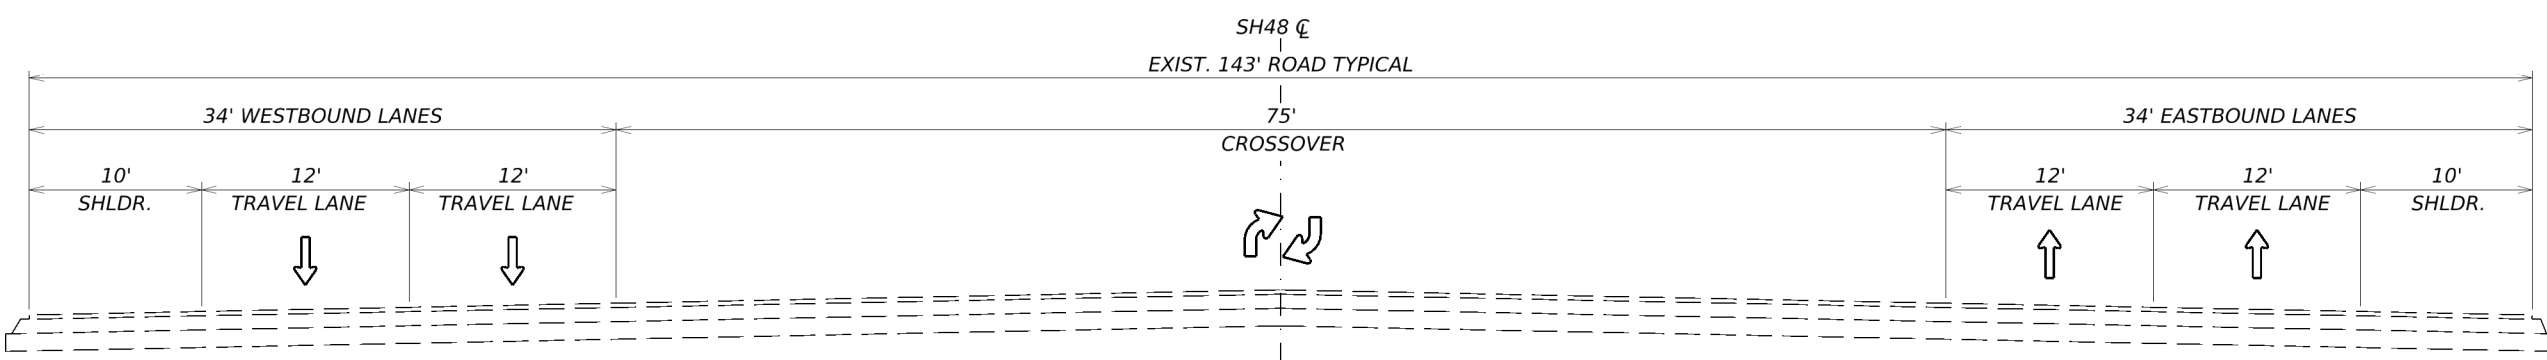 SH48 ℄
EXIST. 143' ROAD TYPICAL
34' WESTBOUND LANES
75'
34' EASTBOUND LANES
CROSSOVER
10'
12'
12'
12'
12'
10'
SHLDR.
TRAVEL LANE
TRAVEL LANE
TRAVEL LANE
TRAVEL LANE
SHLDR.